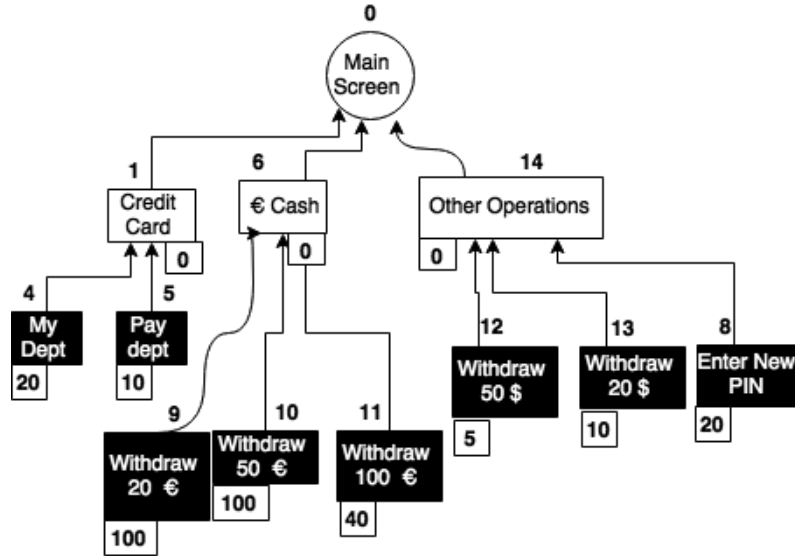 0
Main
Screen
1
6
14
Credit
Card
€ Cash
Other Operations
0
0
0
4
5
12
13
8
My
Dept
Pay
dept
Withdraw
50 $
Withdraw
20 $
Enter New
PIN
20
10
5
10
20
9
10
11
Withdraw
20 €
Withdraw
50 €
Withdraw
100 €
100
100
40